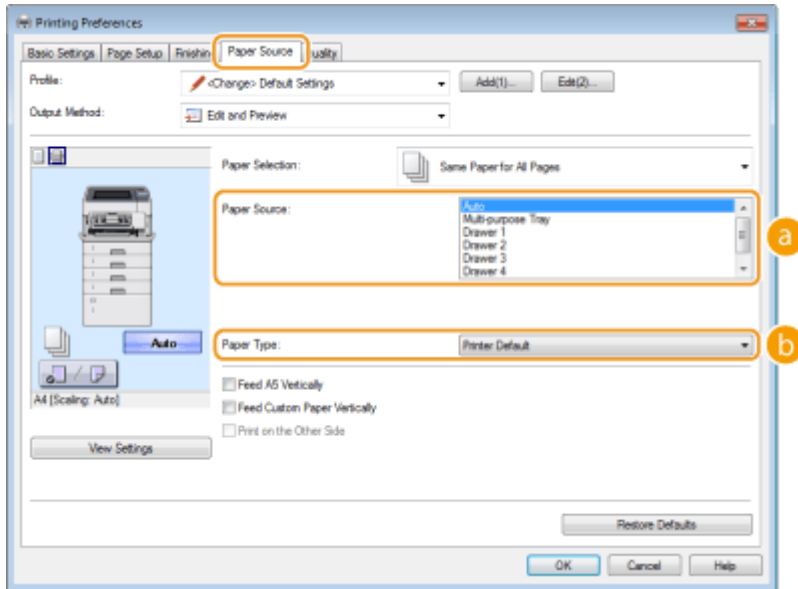 Printing Preferences
Basic Settings Page Setup Finishin Paper Source uality
Profile: <Change> Default Settings Add(1)... Edit(2)...
Output Method: Edit and Preview
Paper Selection: Same Paper for All Pages
Paper Source: Auto
Multi-purpose Tray
Drawer 1
Drawer 2
Drawer 3
Drawer 4
a
Auto
Paper Type: Printer Default
b
A4 [Scaling: Auto]
Feed A5 Vertically
Feed Custom Paper Vertically
Print on the Other Side
View Settings
Restore Defaults
OK Cancel Help